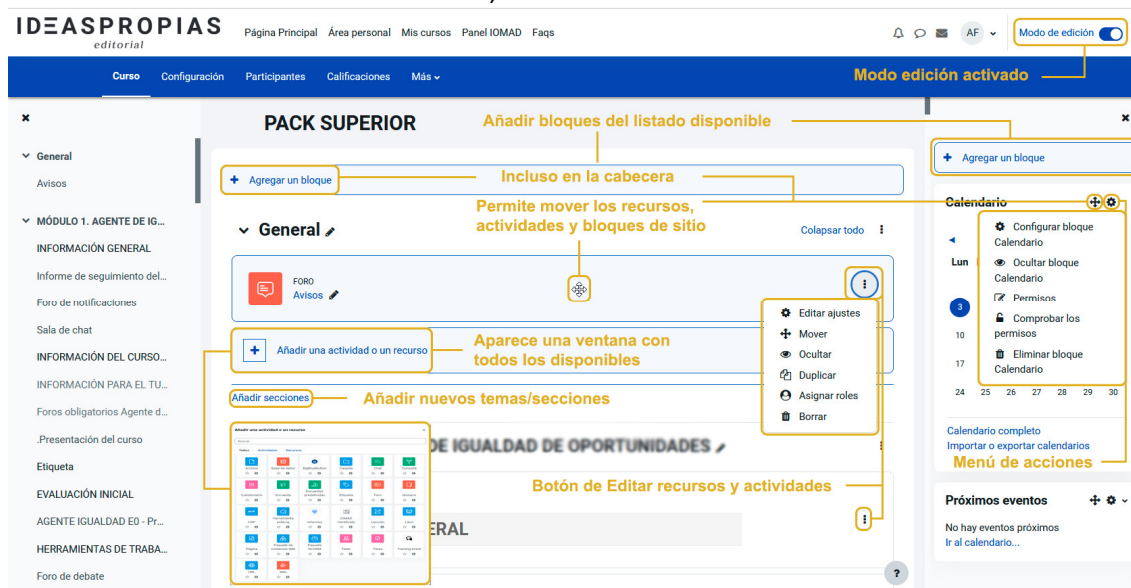 IDΞASPROPIAS
editorial
Página Principal Área personal Mis cursos Panel IOMAD Faqs
AF
Modo de edición
Curso Configuración Participantes Calificaciones Más
Modo edición activado
General
Avisos
MÓDULO 1. AGENTE DE IG...
INFORMACIÓN GENERAL
Informe de seguimiento del...
Foro de notificaciones
Sala de chat
INFORMACIÓN DEL CURSO...
INFORMACIÓN PARA EL TU...
Foros obligatorios Agente d...
.Presentación del curso
Etiqueta
EVALUACIÓN INICIAL
AGENTE IGUALDAD E0 - Pr...
HERRAMIENTAS DE TRABA...
Foro de debate
PACK SUPERIOR
Añadir bloques del listado disponible
+ Agregar un bloque
Incluso en la cabecera
Permite mover los recursos,
actividades y bloques de sitio
General
Colapsar todo
FORO
Avisos
Editar ajustes
Mover
Ocultar
Duplicar
Asignar roles
Borrar
+ Añadir una actividad o un recurso
Aparece una ventana con
todos los disponibles
Añadir secciones
Añadir nuevos temas/secciones
Añadir una actividad o un recurso
DE IGUALDAD DE OPORTUNIDADES
Botón de Editar recursos y actividades
ERAL
+ Agregar un bloque
Calendario
Configurar bloque
Calendario
Ocultar bloque
Calendario
Permisos
Comprobar los
permisos
Eliminar bloque
Calendario
Lun
3
10
17
24 25 26 27 28 29 30
Calendario completo
Importar o exportar calendarios
Menú de acciones
Próximos eventos
No hay eventos próximos
Ir al calendario...
?